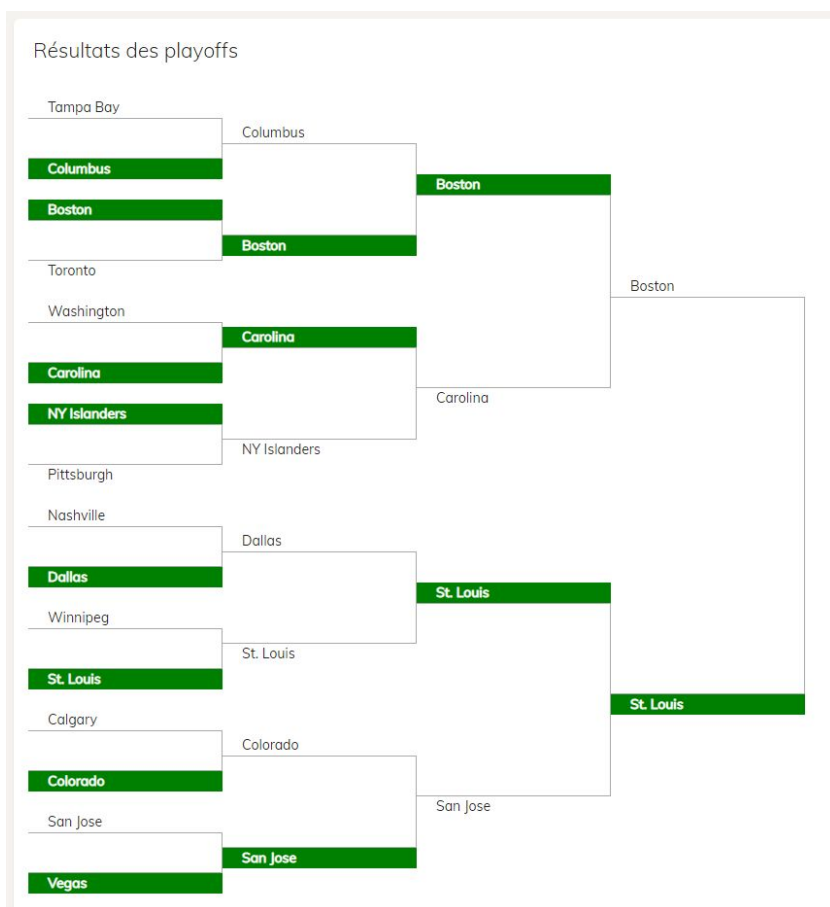 Résultats des playoffs
Tampa Bay
Columbus
Boston
Toronto
Washington
Carolina
NY Islanders
Pittsburgh
Nashville
Dallas
Winnipeg
St. Louis
Calgary
Colorado
San Jose
Vegas
Columbus
Boston
Carolina
NY Islanders
Dallas
St. Louis
Colorado
San Jose
Boston
Carolina
St. Louis
San Jose
Boston
St. Louis